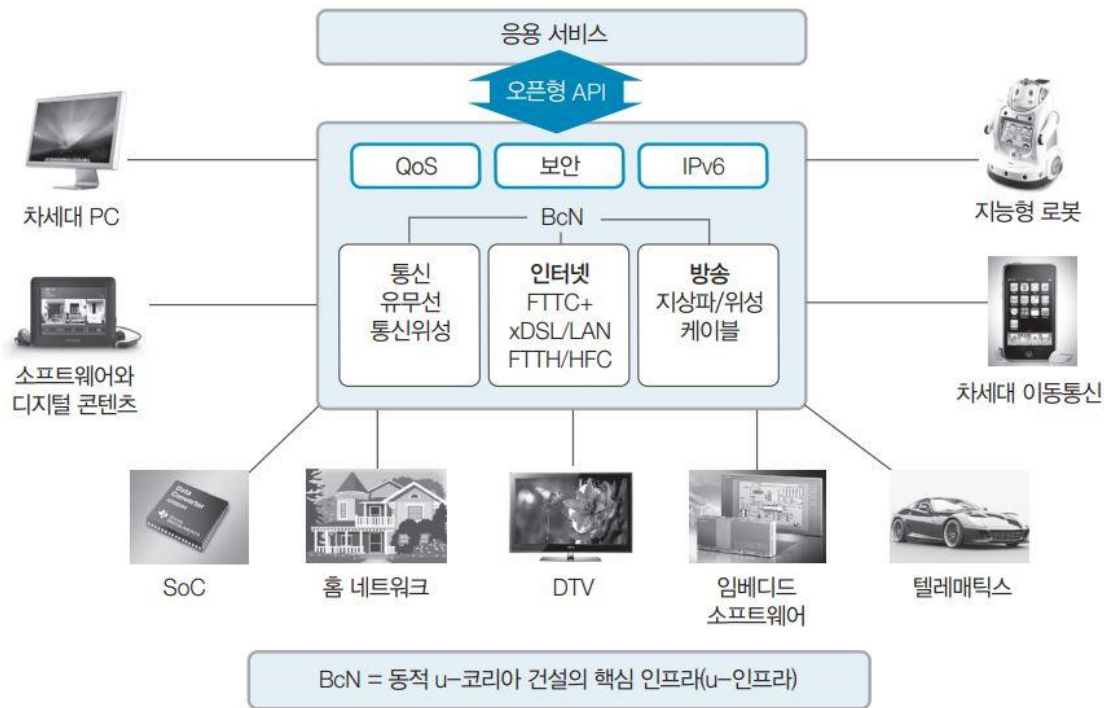 응용 서비스
오픈형 API
QoS
보안
IPv6
BcN
통신
유무선
통신위성
인터넷
FTTC+
xDSL/LAN
FTTH/HFC
방송
지상파/위성
케이블
차세대 PC
지능형 로봇
소프트웨어와
디지털 콘텐츠
차세대 이동통신
Data
Converter
SoC
홈 네트워크
DTV
임베디드
소프트웨어
텔레매틱스
BcN = 동적 u-코리아 건설의 핵심 인프라(u-인프라)